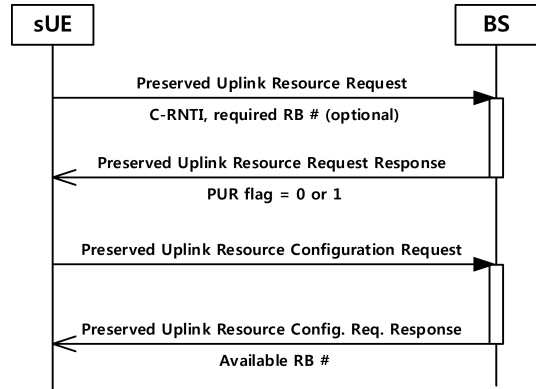 sUE
BS
Preserved Uplink Resource Request
C-RNTI, required RB # (optional)
Preserved Uplink Resource Request Response
PUR flag = 0 or 1
Preserved Uplink Resource Configuration Request
Preserved Uplink Resource Config. Req. Response
Available RB #